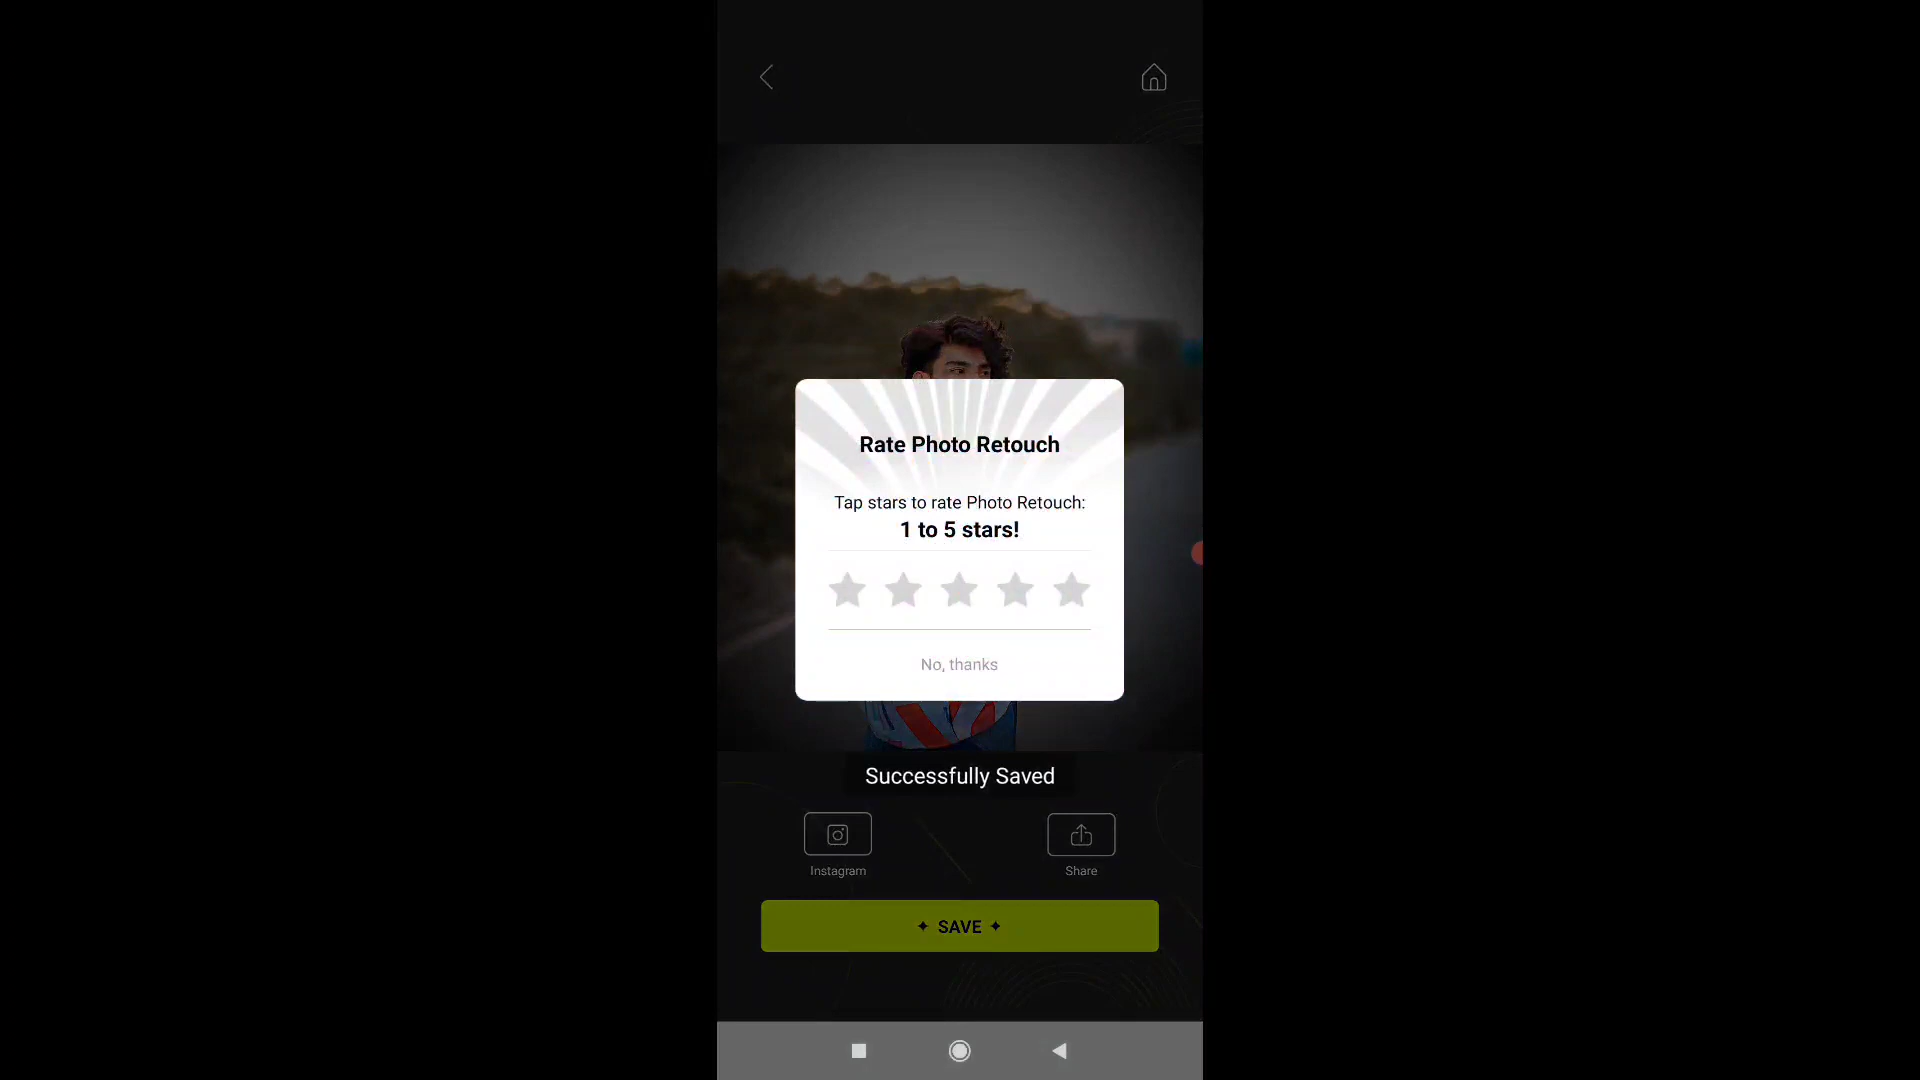 Rate Photo Retouch
Tap stars to rate Photo Retouch:
1 to 5 stars!
No, thanks
Successfully Saved
Instagram
Share
SAVE